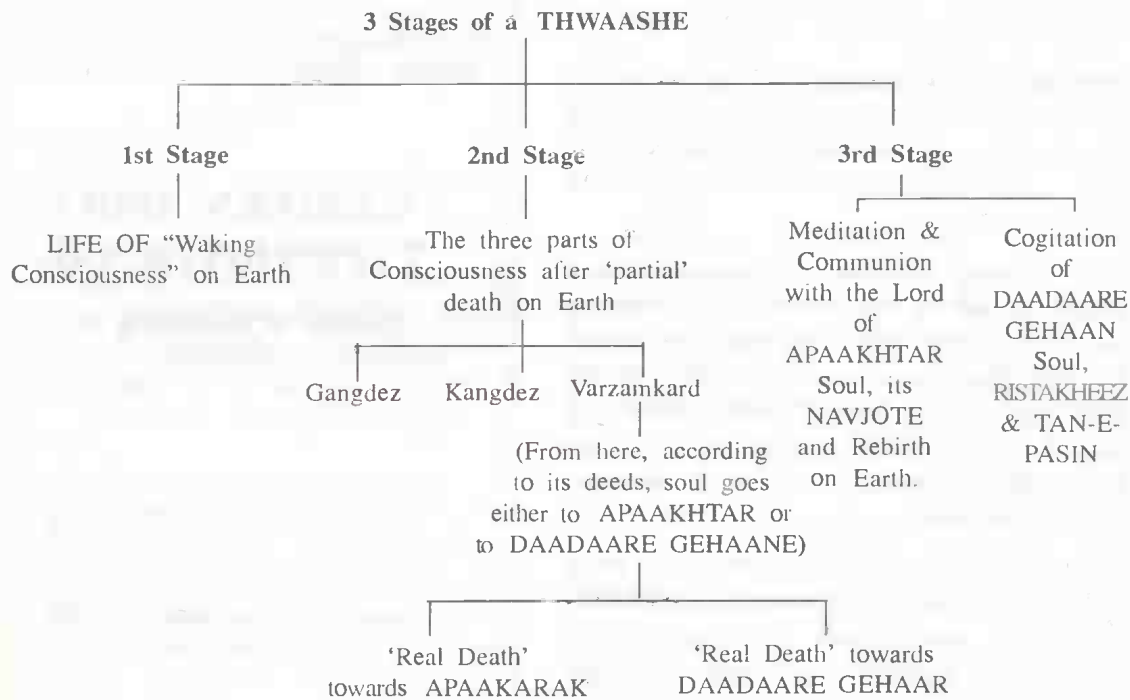 3 Stages of a THWAASHE
1st Stage
2nd Stage
3rd Stage
LIFE OF “Waking
Consciousness” on Earth
The three parts of
Consciousness after ‘partial’
death on Earth
Gangdez
Kangdez
Varzamkard
(From here, according
to its deeds, soul goes
either to APAAKHTAR or
to DAADAARE GEHAANE)
‘Real Death’
towards APAAKARAK
‘Real Death’ towards
DAADAARE GEHAAR
Meditation &
Communion
with the Lord
of
APAAKHTAR
Soul, its
NAVJOTE
and Rebirth
on Earth.
Cogitation
of
DAADAARE
GEHAAN
Soul,
RISTAKHEEZ
& TAN-E-
PASIN